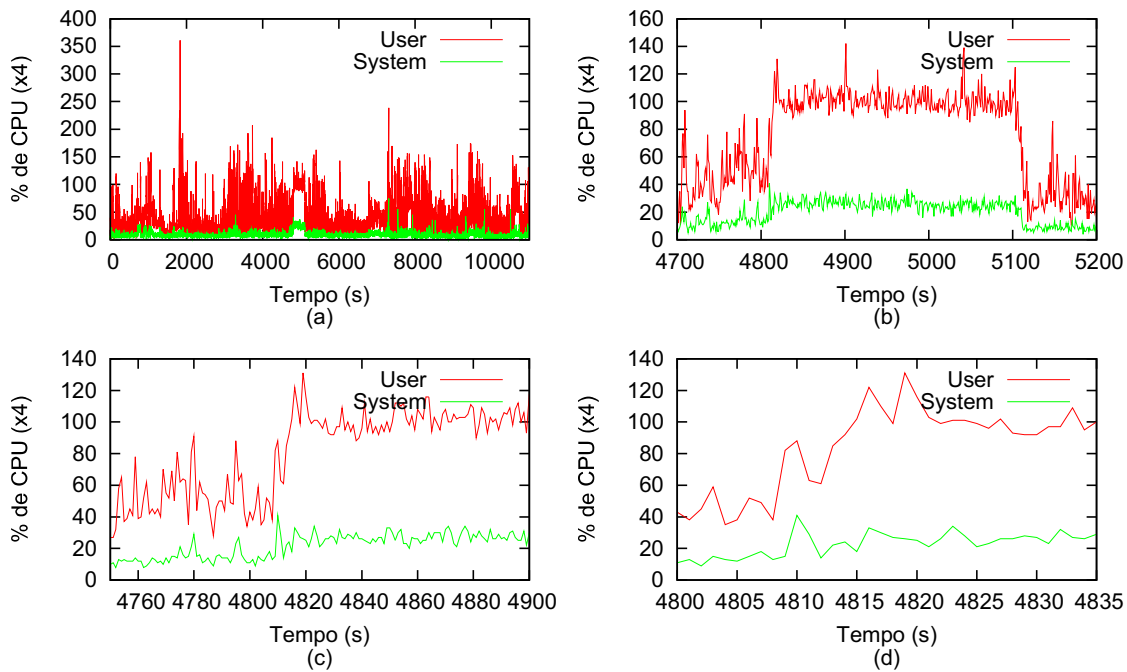 400
350
300
250
200
150
100
50
0
% de CPU (x4)
User
System
0 2000 4000 6000 8000 10000
Tempo (s)
(a)
160
140
120
100
80
60
40
20
0
% de CPU (x4)
User
System
4700 4800 4900 5000 5100 5200
Tempo (s)
(b)
140
120
100
80
60
40
20
0
% de CPU (x4)
User
System
4760 4780 4800 4820 4840 4860 4880 4900
Tempo (s)
(c)
140
120
100
80
60
40
20
0
% de CPU (x4)
User
System
4800 4805 4810 4815 4820 4825 4830 4835
Tempo (s)
(d)